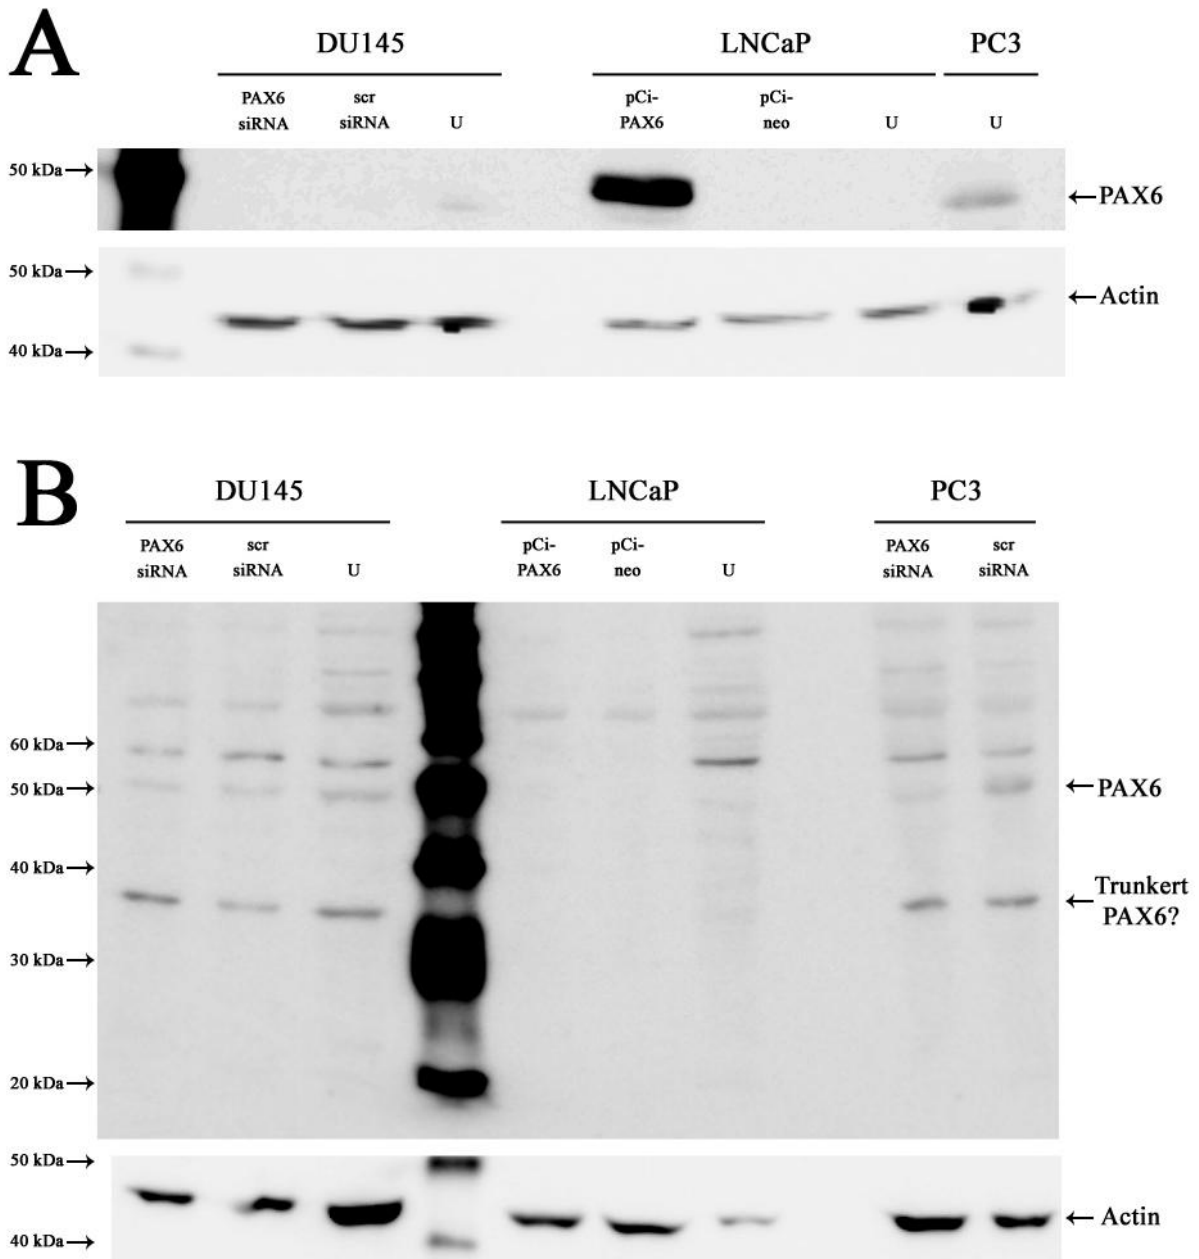 A
DU145 LNCaP PC3
PAX6 scr pCi- pCi-
siRNA siRNA U PAX6 neo U U
50 kDa→
←PAX6
50 kDa→
←Actin
40 kDa→
B
DU145 LNCaP PC3
PAX6 scr pCi- pCi- PAX6 scr
siRNA siRNA U PAX6 neo U siRNA siRNA
60 kDa→
50 kDa→ ←PAX6
40 kDa→
←Trunkert
PAX6?
30 kDa→
20 kDa→
50 kDa→
←Actin
40 kDa→